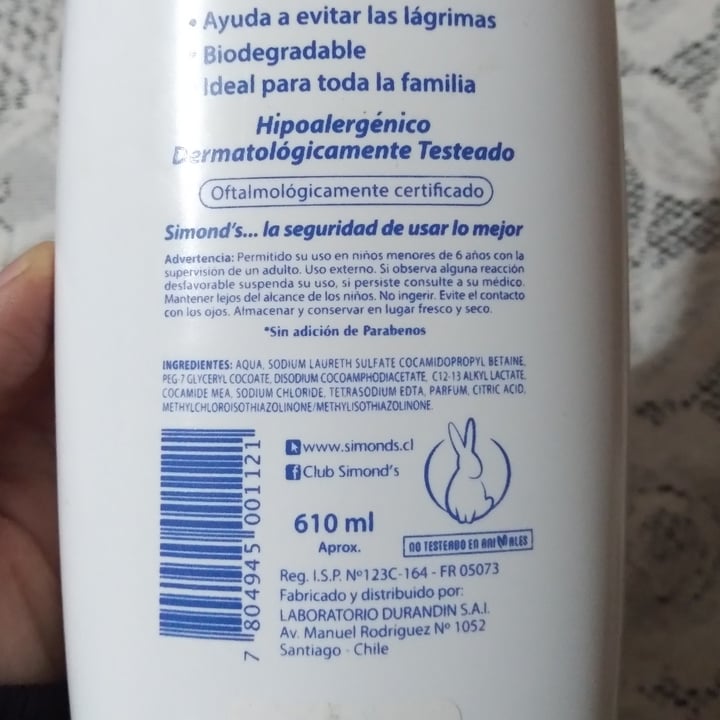 • Ayuda a evitar las lágrimas
• Biodegradable
Ideal para toda la familia
Hipoalergénico
Dermatológicamente Testeado
Oftalmológicamente certificado
Simond's... la seguridad de usar lo mejor
Advertencia: Permitido su uso en niños menores de 6 años con la
supervisión de un adulto. Uso externo. Si observa alguna reacción
desfavorable suspenda su uso, si persiste consulte a su médico.
Mantener lejos del alcance de los niños. No ingerir. Evite el contacto
con los ojos. Almacenar y conservar en lugar fresco y seco.
*Sin adición de Parabenos
INGREDIENTES: AQUA, SODIUM LAURETH SULFATE COCAMIDOPROPYL BETAINE,
PEG-7 GLYCERYL COCOATE, DISODIUM COCOAMPHODIACETATE, C12-13 ALKYL LACTATE,
COCAMIDE MEA, SODIUM CHLORIDE, TETRASODIUM EDTA, PARFUM, CITRIC ACID,
METHYLCHLOROISOTHIAZOLINONE/METHYLISOTHIAZOLINONE.
www.simonds.cl
Club Simond's
610 ml
Aprox.
NO TESTEADO EN ANIMALES
7 804945 001121
Reg. I.S.P. Nº123C-164 - FR 05073
Fabricado y distribuido por:
LABORATORIO DURANDIN S.A.I.
Av. Manuel Rodríguez Nº 1052
Santiago - Chile